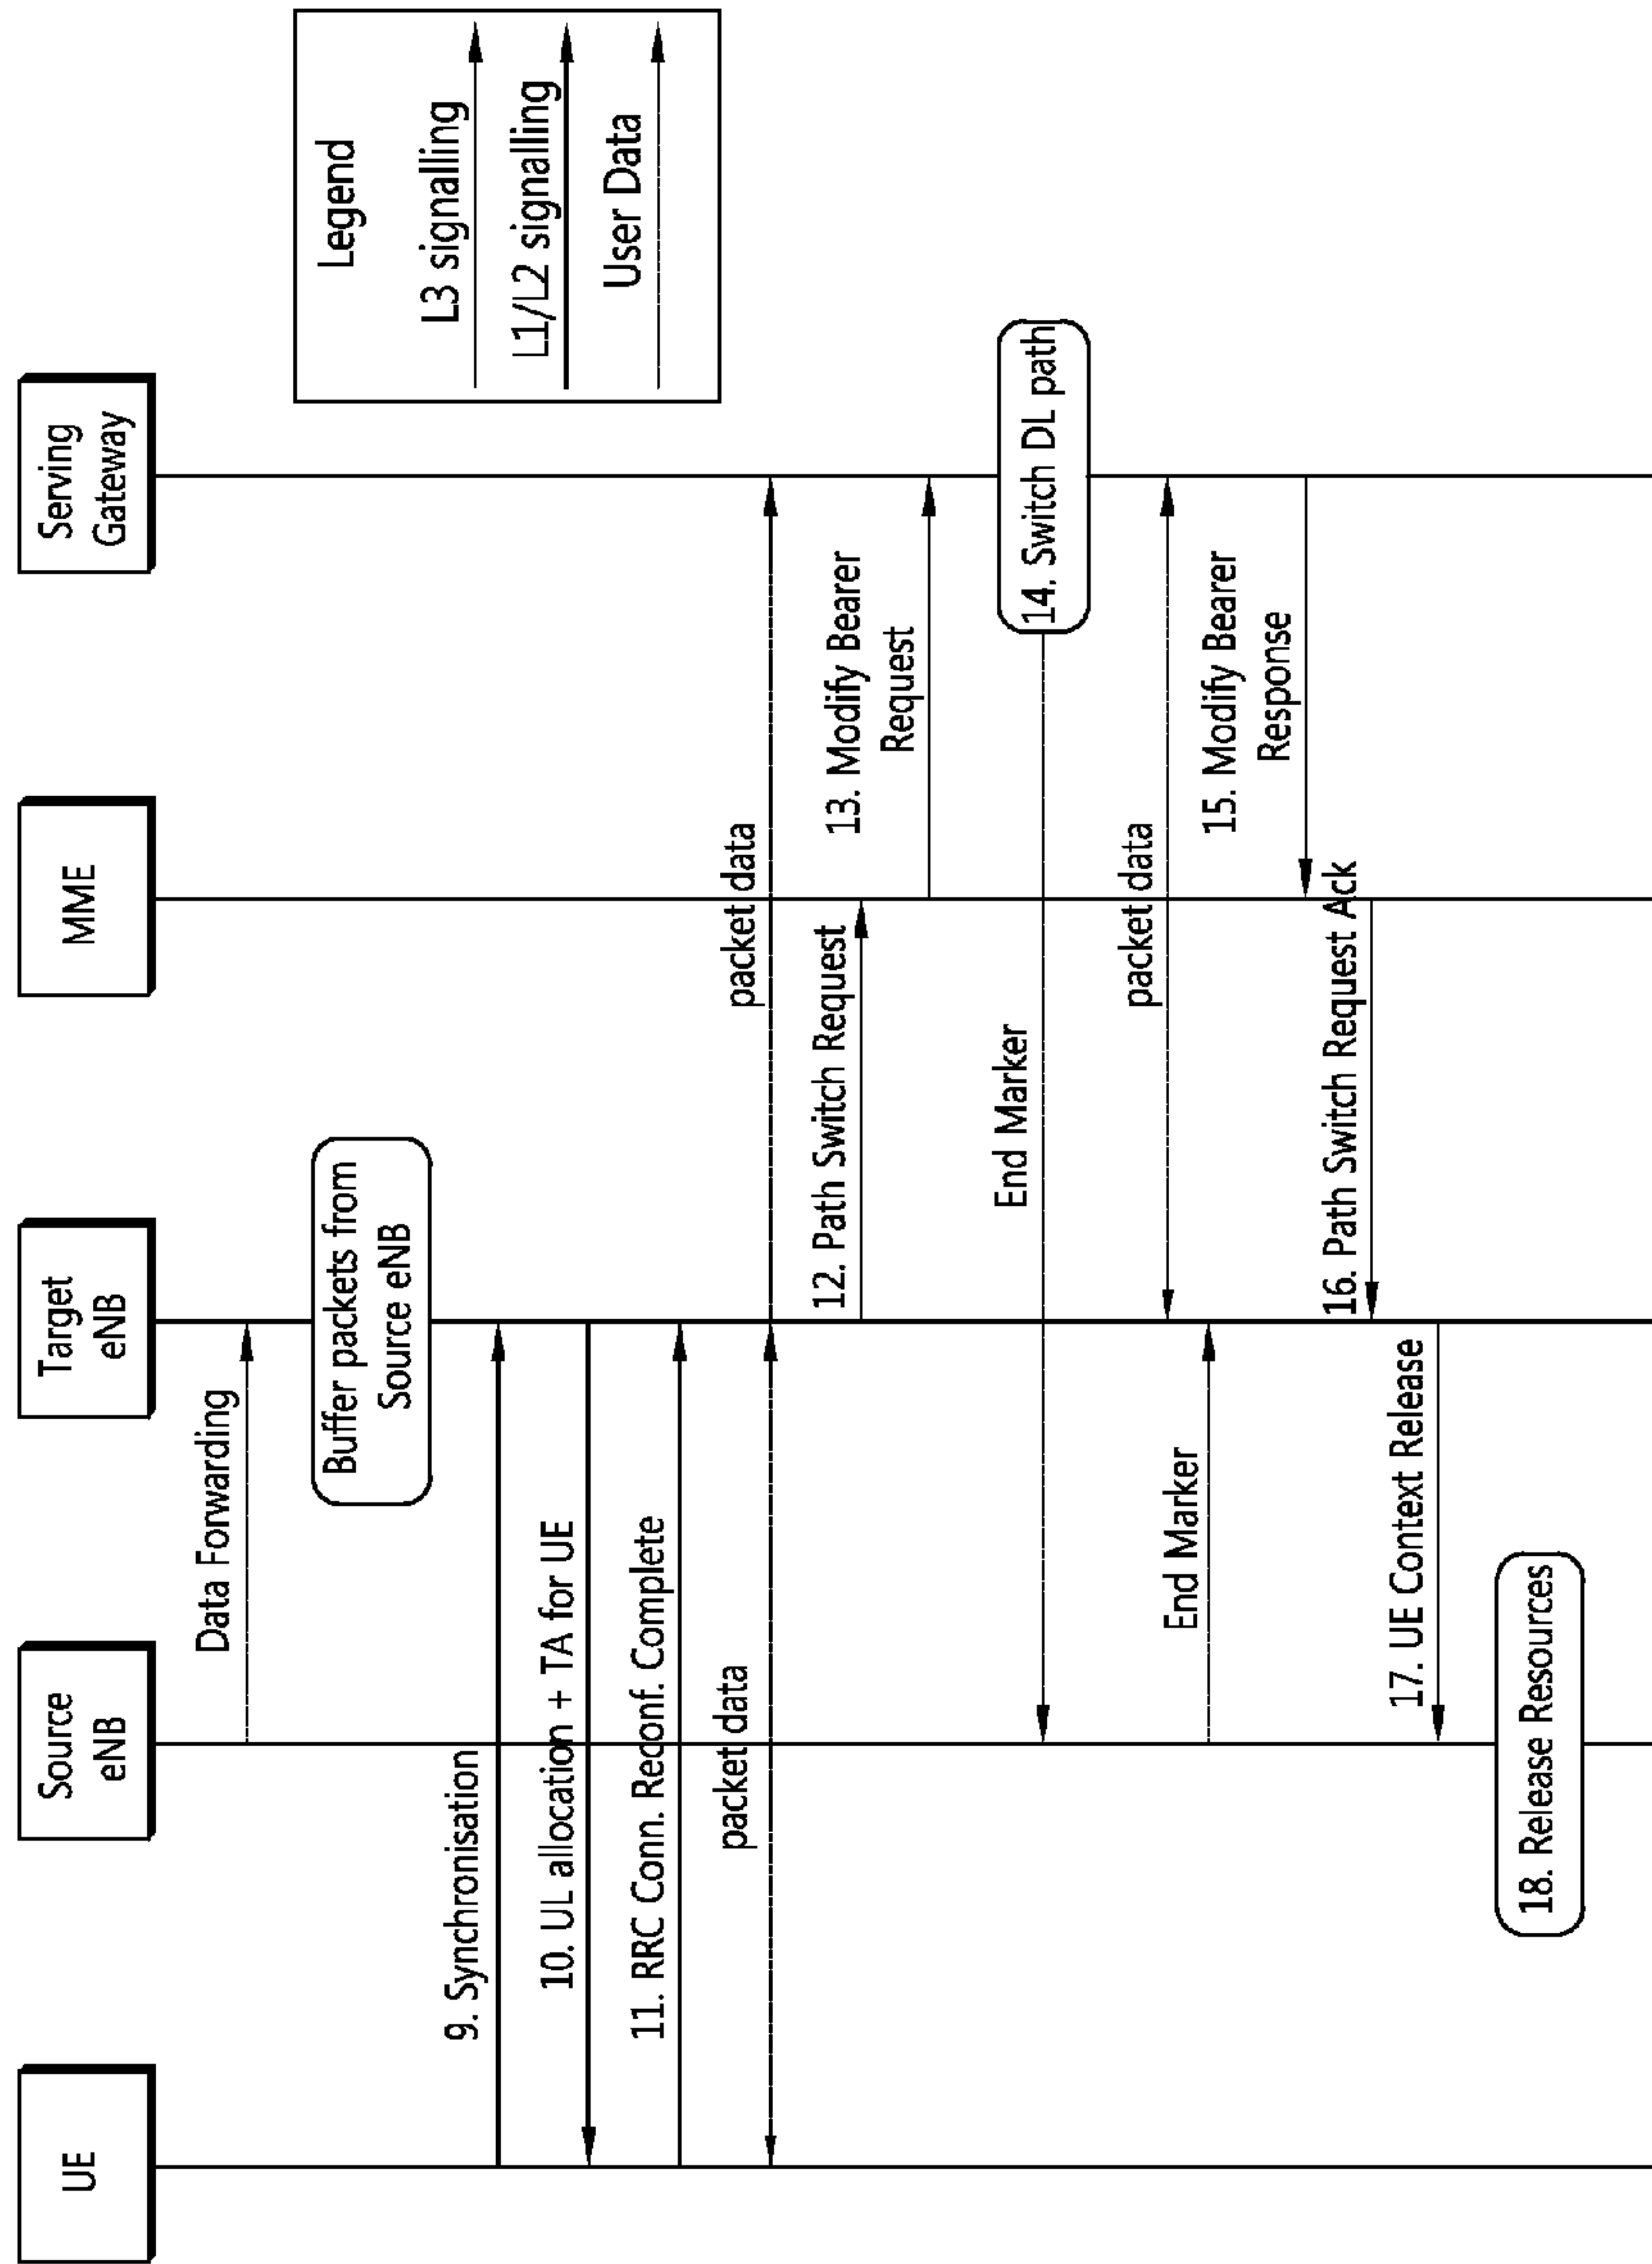 UE
Source
eNB
Target
eNB
MME
Serving
Gateway
Data Forwarding
Buffer packets from
Source eNB
Legend
L3 signalling
L1/L2 signalling
User Data
9. Synchronisation
10. UL allocation + TA for UE
11. RRC Conn. Reconf. Complete
packet data
packet data
12. Path Switch Request
13. Modify Bearer
Request
End Marker
14. Switch DL path
packet data
End Marker
15. Modify Bearer
Response
16. Path Switch Request Ack
17. UE Context Release
18. Release Resources